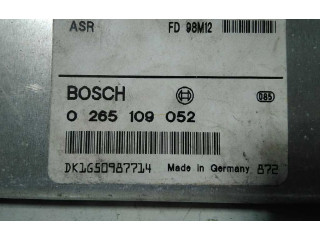 ASR FD 98M12
BOSCH
0 265 109 052
DK1G50987714 Made in Germany 872